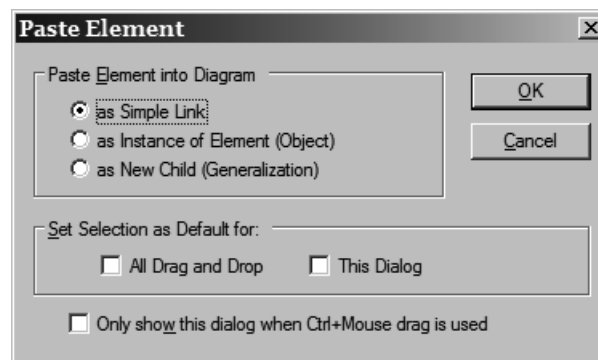 Paste Element
Paste Element into Diagram
as Simple Link
as Instance of Element (Object)
as New Child (Generalization)
OK
Cancel
Set Selection as Default for:
All Drag and Drop
This Dialog
Only show this dialog when Ctrl+Mouse drag is used